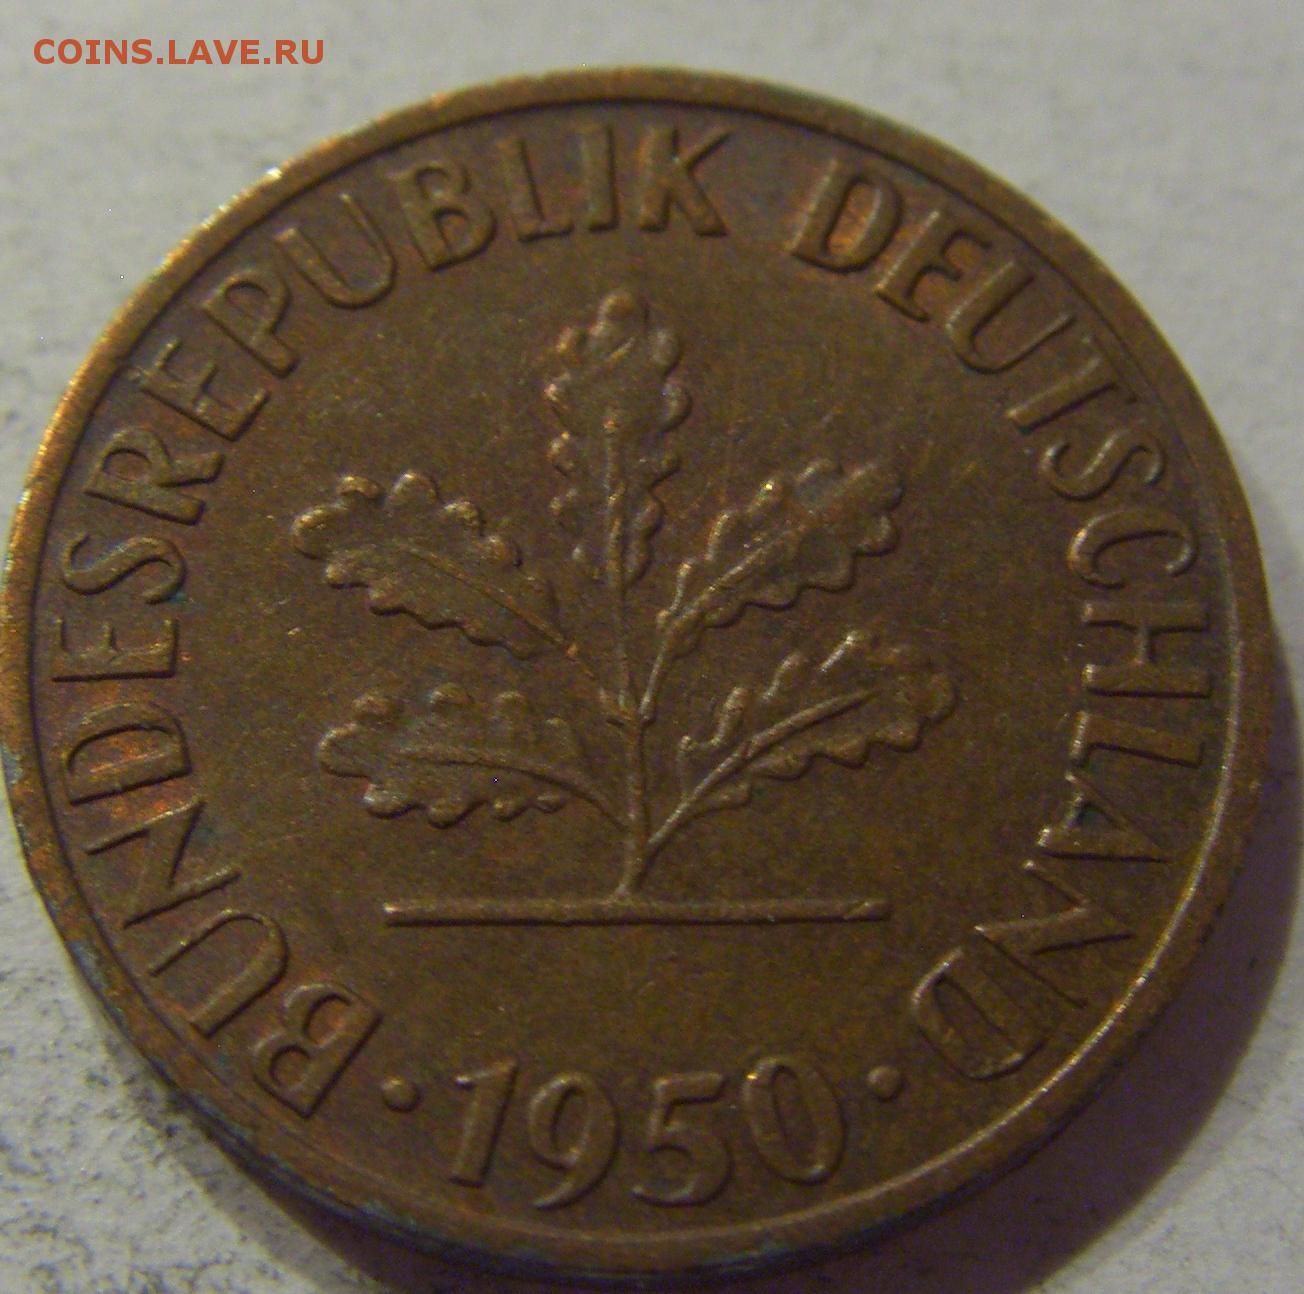 COINS.LAVE.RU
BUNDESREPUBLIK DEUTSCHLAND
· 1950 ·